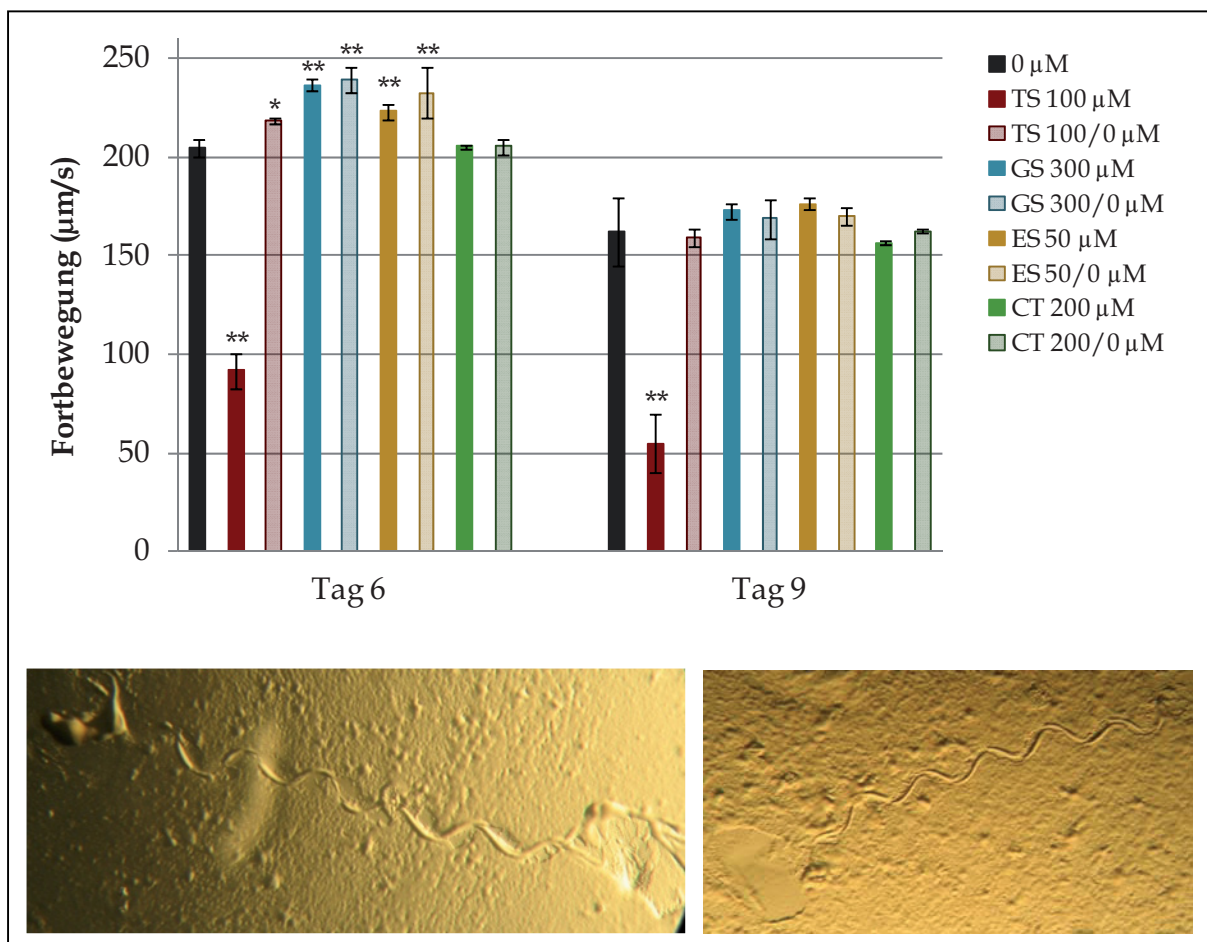 Fortbewegung (µm/s)
250
200
150
100
50
0
**
*
**
**
**
**
**
Tag 6
Tag 9
0 µM
TS 100 µM
TS 100/0 µM
GS 300 µM
GS 300/0 µM
ES 50 µM
ES 50/0 µM
CT 200 µM
CT 200/0 µM